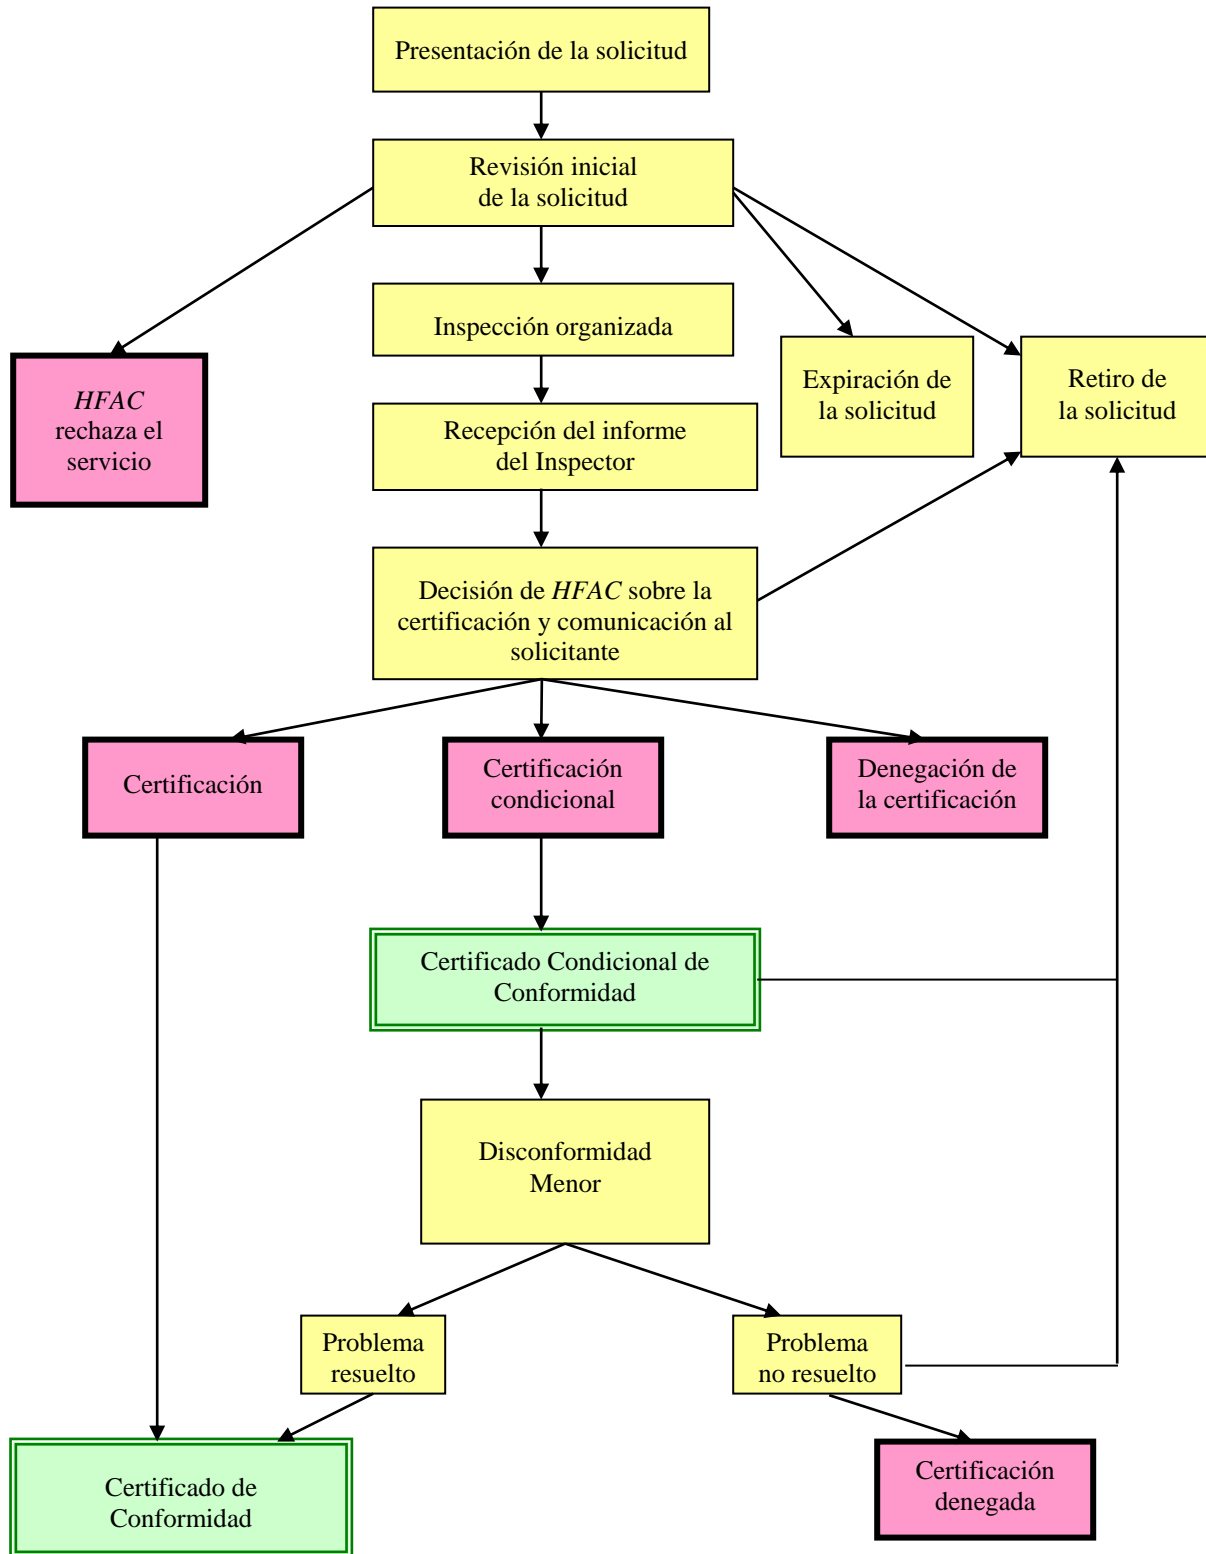 Presentación de la solicitud
Revisión inicial
de la solicitud
Inspección organizada
HFAC
rechaza el
servicio
Expiración de
la solicitud
Retiro de
la solicitud
Recepción del informe
del Inspector
Decisión de HFAC sobre la
certificación y comunicación al
solicitante
Certificación
Certificación
condicional
Denegación de
la certificación
Certificado Condicional de
Conformidad
Disconformidad
Menor
Problema
resuelto
Problema
no resuelto
Certificado de
Conformidad
Certificación
denegada